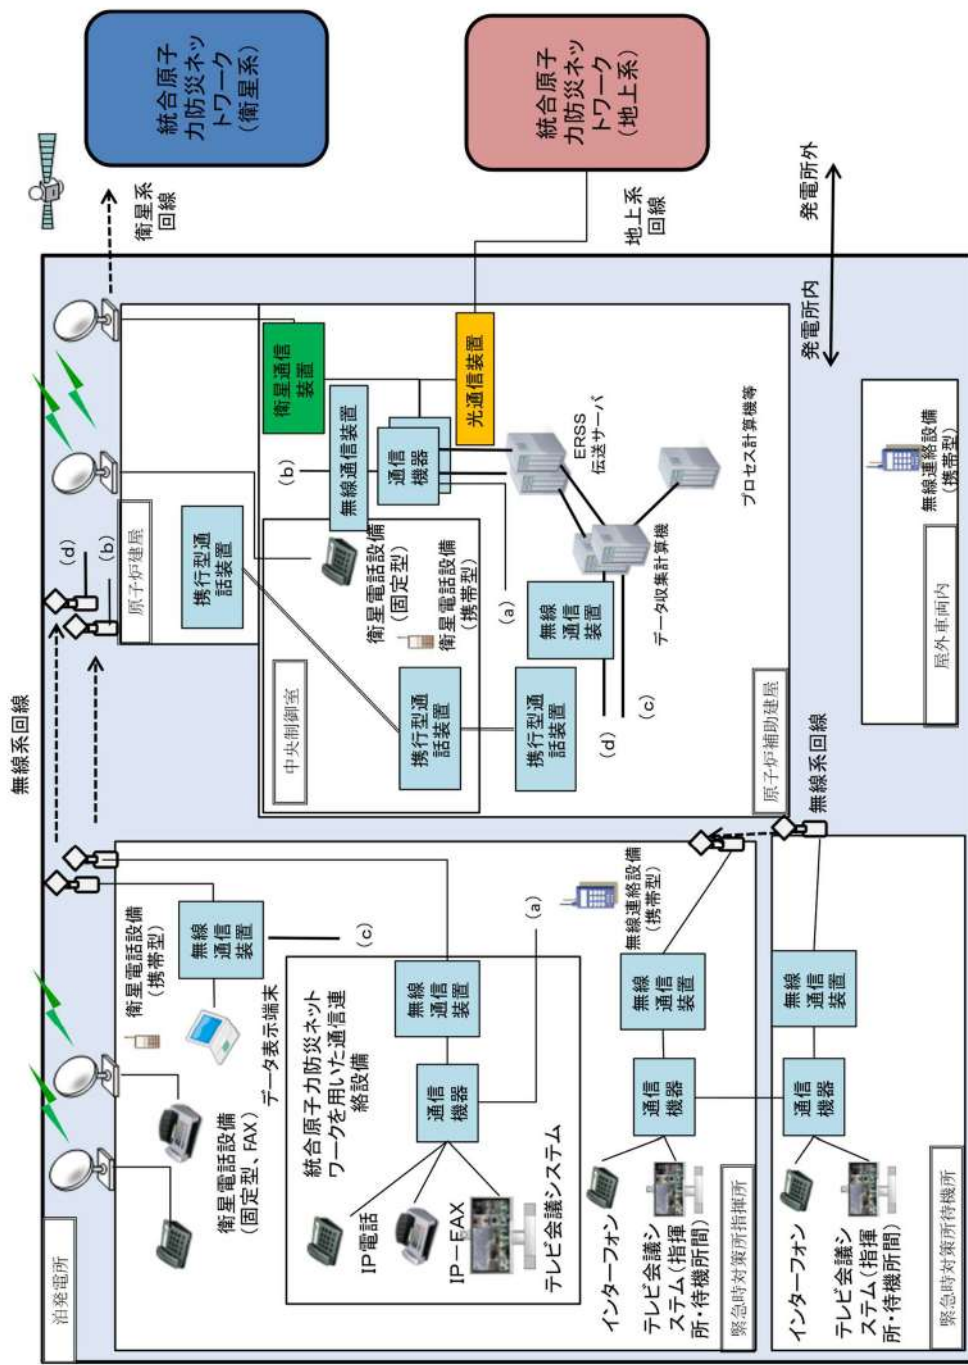 泊発電所
衛星電話設備
(固定型、FAX)
衛星電話設備
(携帯型)
データ表示端末
無線
通信
装置
(c)
統合原子力防災ネット
ワークを用いた通信連
絡設備
IP電話
IP-FAX
テレビ会議システム
通信
機器
無線
通信
装置
(a)
無線連絡設備
(携帯型)
インターフォン
テレビ会議シ
ステム(指揮
所・待機所間)
通信
機器
無線
通信
装置
緊急時対策所指揮所
インターフォン
テレビ会議シ
ステム(指揮
所・待機所間)
通信
機器
無線
通信
装置
緊急時対策所待機所
無線系回線
無線系回線
(d)
(b)
原子炉建屋
携行型通
話装置
中央制御室
携行型通
話装置
衛星電話設備
(固定型)
衛星電話設備
(携帯型)
携行型通
話装置
(b)
無線通信装置
通信
機器
衛星通信
装置
光通信装置
(a)
ERSS
伝送サーバ
無線
通信
装置
データ収集計算機
プロセス計算機等
(d)
(c)
原子炉補助建屋
屋外車両内
無線連絡設備
(携帯型)
発電所内
発電所外
衛星系
回線
地上系
回線
統合原子
力防災ネッ
トワーク
(衛星系)
統合原子
力防災ネッ
トワーク
(地上系)